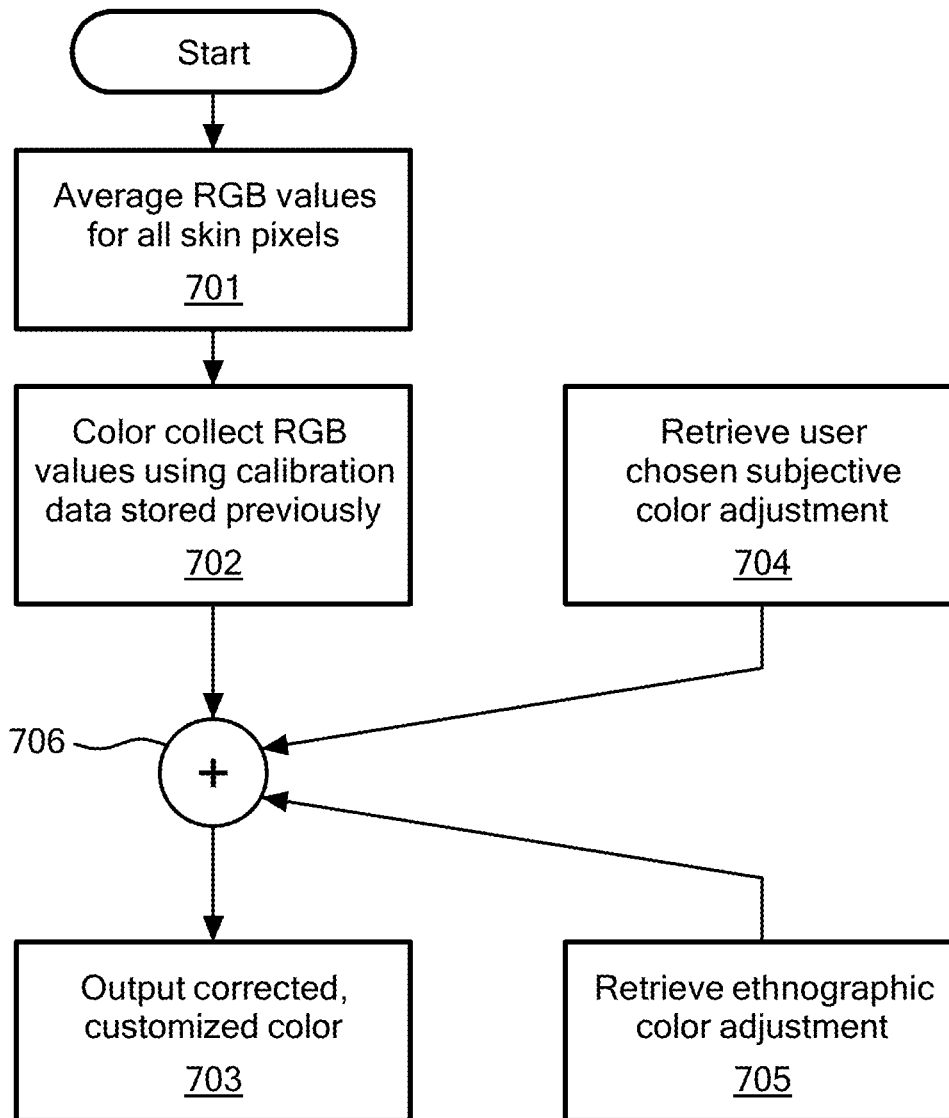 Start
Average RGB values
for all skin pixels
701
Color collect RGB
values using calibration
data stored previously
702
Retrieve user
chosen subjective
color adjustment
704
706
+
Output corrected,
customized color
703
Retrieve ethnographic
color adjustment
705